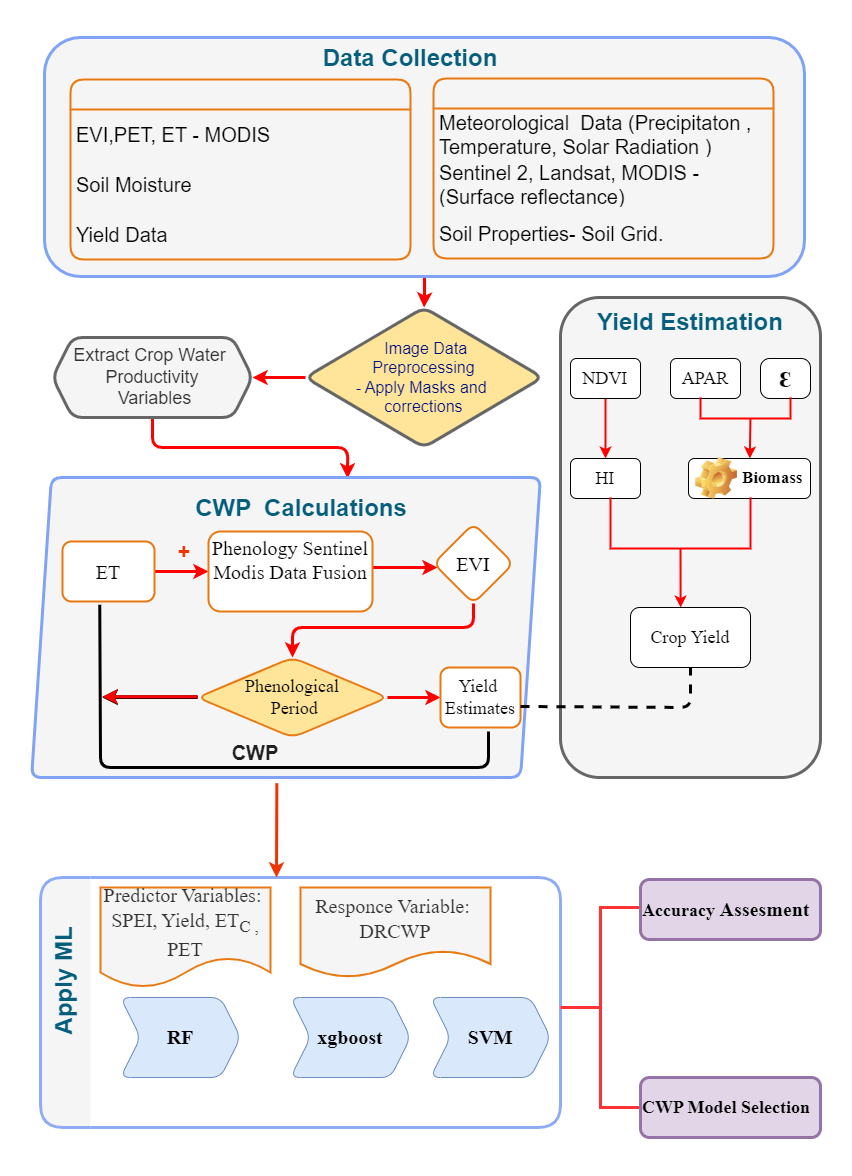 Data Collection
EVI,PET, ET - MODIS
Soil Moisture
Yield Data
Meteorological Data (Precipitaton ,
Temperature, Solar Radiation )
Sentinel 2, Landsat, MODIS -
(Surface reflectance)
Soil Properties- Soil Grid.
Image Data
Preprocessing
- Apply Masks and
corrections
Extract Crop Water
Productivity
Variables
Yield Estimation
NDVI
APAR
ε
HI
Biomass
Crop Yield
CWP Calculations
ET
+
Phenology Sentinel
Modis Data Fusion
EVI
Phenological
Period
Yield
Estimates
CWP
Apply ML
Predictor Variables:
SPEI, Yield, ETC ,
PET
Responce Variable:
DRCWP
RF
xgboost
SVM
Accuracy Assesment
CWP Model Selection